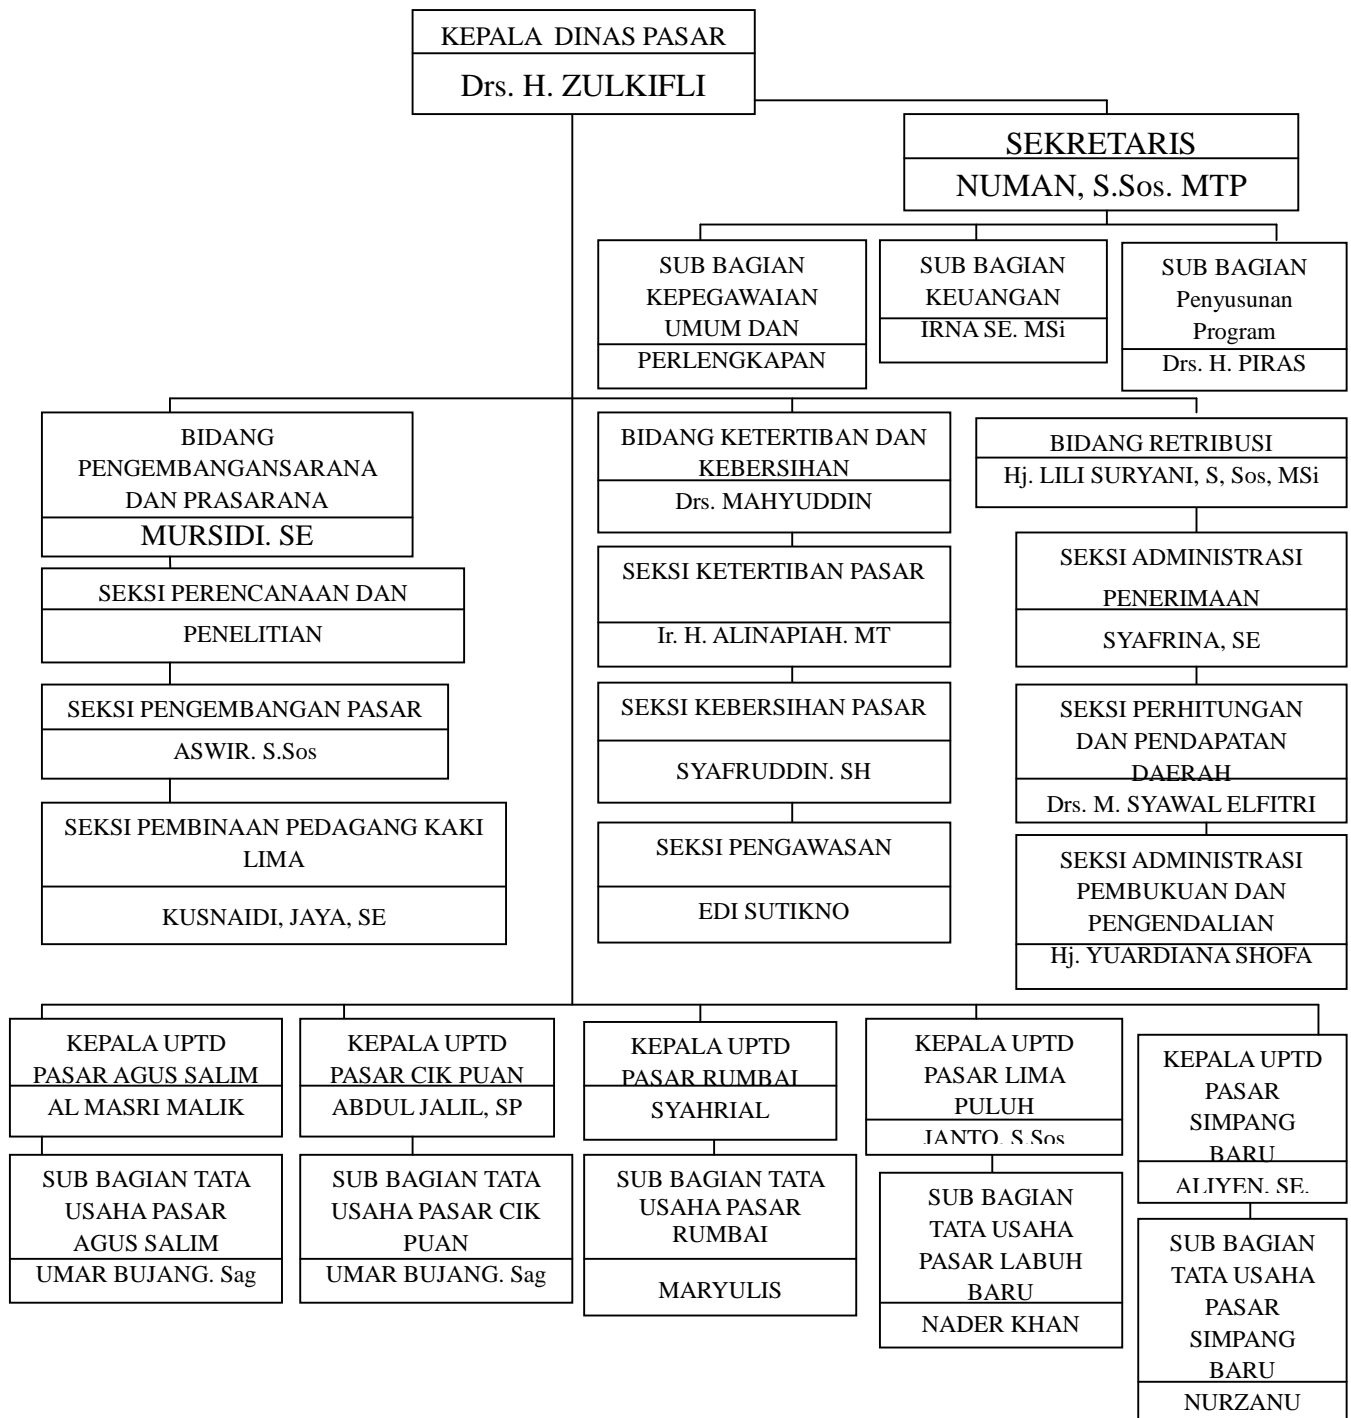 KEPALA DINAS PASAR
Drs. H. ZULKIFLI
SEKRETARIS
NUMAN, S.Sos. MTP
SUB BAGIAN
KEPEGAWAIAN
UMUM DAN
PERLENGKAPAN
SUB BAGIAN
KEUANGAN
IRNA SE. MSi
SUB BAGIAN
Penyusunan
Program
Drs. H. PIRAS
BIDANG
PENGEMBANGANSARANA
DAN PRASARANA
MURSIDI. SE
BIDANG KETERTIBAN DAN
KEBERSIHAN
Drs. MAHYUDDIN
BIDANG RETRIBUSI
Hj. LILI SURYANI, S, Sos, MSi
SEKSI PERENCANAAN DAN
PENELITIAN
SEKSI KETERTIBAN PASAR
Ir. H. ALINAPIAH. MT
SEKSI ADMINISTRASI
PENERIMAAN
SYAFRINA, SE
SEKSI PENGEMBANGAN PASAR
ASWIR. S.Sos
SEKSI KEBERSIHAN PASAR
SYAFRUDDIN. SH
SEKSI PERHITUNGAN
DAN PENDAPATAN
DAERAH
Drs. M. SYAWAL ELFITRI
SEKSI PEMBINAAN PEDAGANG KAKI
LIMA
KUSNAIDI, JAYA, SE
SEKSI PENGAWASAN
EDI SUTIKNO
SEKSI ADMINISTRASI
PEMBUKUAN DAN
PENGENDALIAN
Hj. YUARDIANA SHOFA
KEPALA UPTD
PASAR AGUS SALIM
AL MASRI MALIK
KEPALA UPTD
PASAR CIK PUAN
ABDUL JALIL, SP
KEPALA UPTD
PASAR RUMBAI
SYAHRIAL
KEPALA UPTD
PASAR LIMA
PULUH
JANTO, S.Sos
KEPALA UPTD
PASAR
SIMPANG
BARU
ALIYEN. SE.
SUB BAGIAN TATA
USAHA PASAR
AGUS SALIM
UMAR BUJANG. Sag
SUB BAGIAN TATA
USAHA PASAR CIK
PUAN
UMAR BUJANG. Sag
SUB BAGIAN TATA
USAHA PASAR
RUMBAI
MARYULIS
SUB BAGIAN
TATA USAHA
PASAR LABUH
BARU
NADER KHAN
SUB BAGIAN
TATA USAHA
PASAR
SIMPANG
BARU
NURZANU